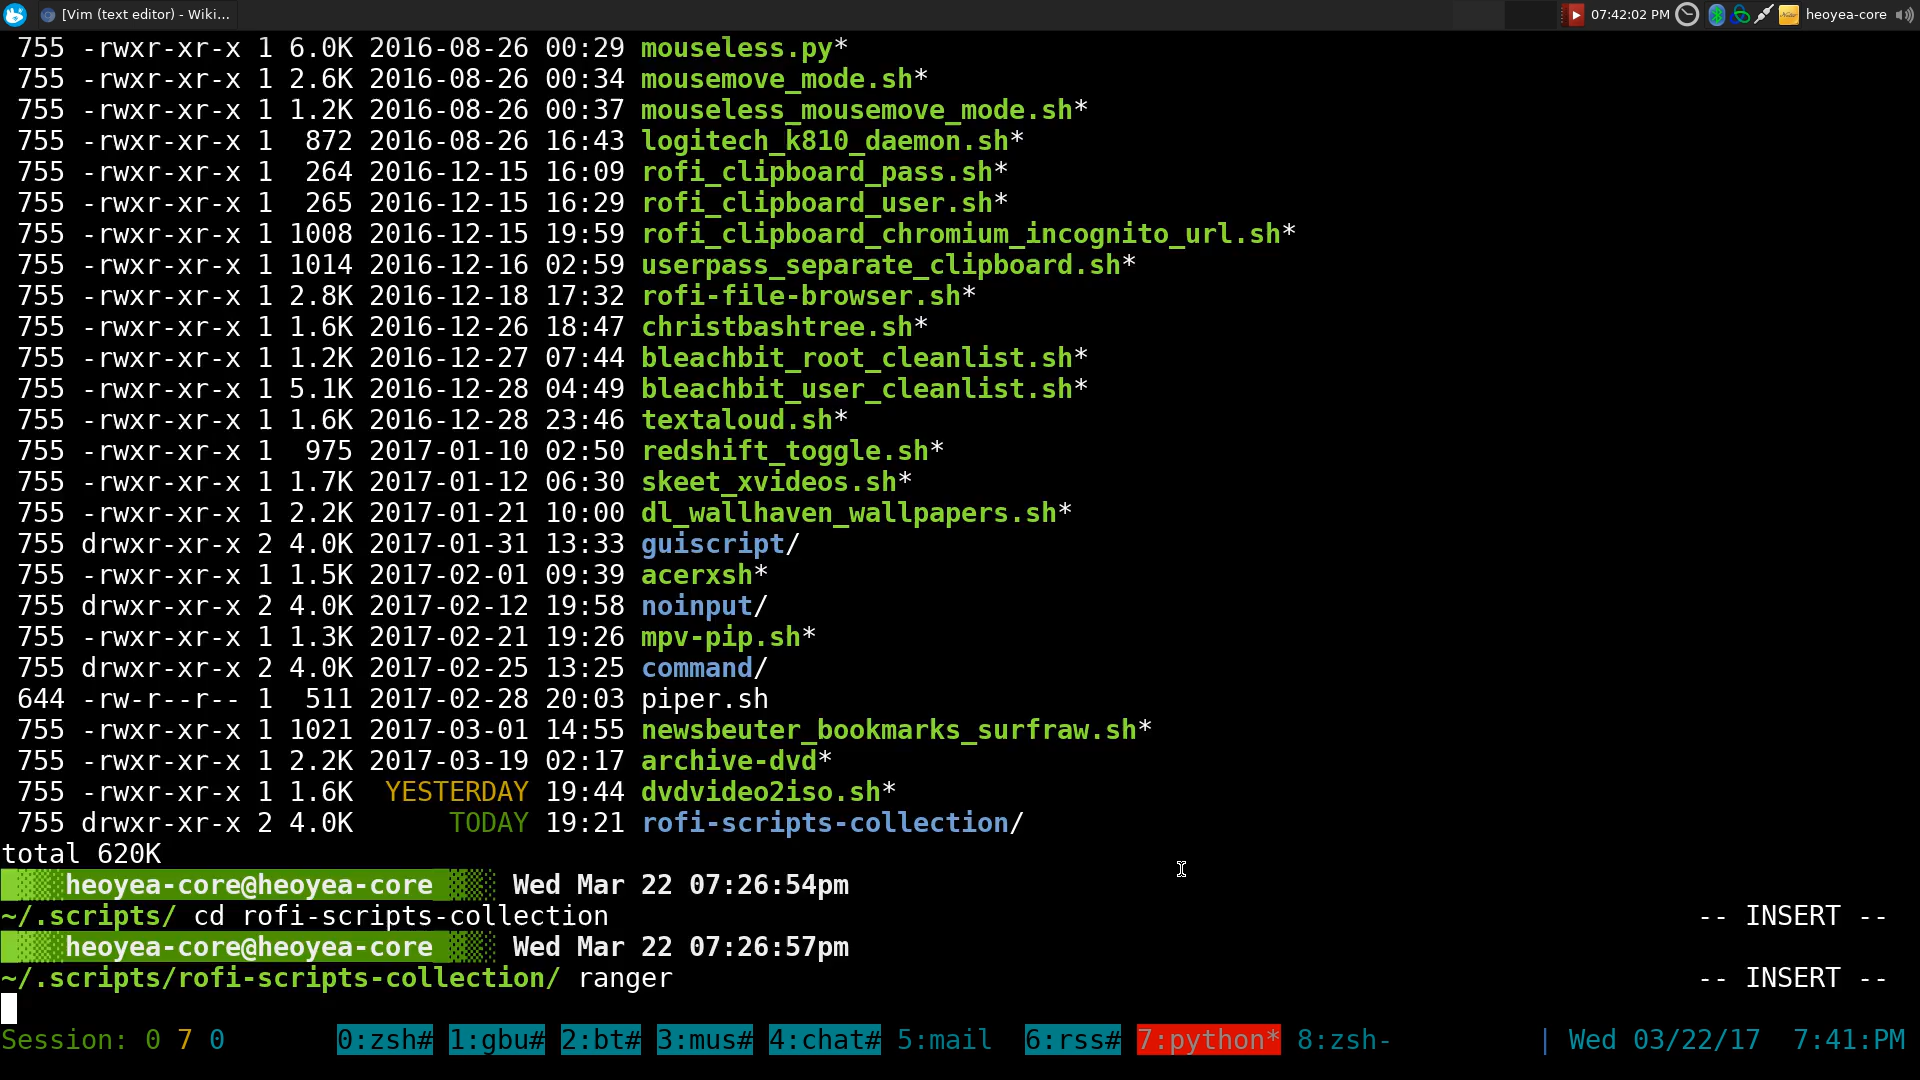 [Vim (text editor) - Wiki... 07:42:02 PM heoyea-core
755 -rwxr-xr-x 1 6.0K 2016-08-26 00:29 mouseless.py*
755 -rwxr-xr-x 1 2.6K 2016-08-26 00:34 mousemove_mode.sh*
755 -rwxr-xr-x 1 1.2K 2016-08-26 00:37 mouseless_mousemove_mode.sh*
755 -rwxr-xr-x 1 872 2016-08-26 16:43 logitech_k810_daemon.sh*
755 -rwxr-xr-x 1 264 2016-12-15 16:09 rofi_clipboard_pass.sh*
755 -rwxr-xr-x 1 265 2016-12-15 16:29 rofi_clipboard_user.sh*
755 -rwxr-xr-x 1 1008 2016-12-15 19:59 rofi_clipboard_chromium_incognito_url.sh*
755 -rwxr-xr-x 1 1014 2016-12-16 02:59 userpass_separate_clipboard.sh*
755 -rwxr-xr-x 1 2.8K 2016-12-18 17:32 rofi-file-browser.sh*
755 -rwxr-xr-x 1 1.6K 2016-12-26 18:47 christbashtree.sh*
755 -rwxr-xr-x 1 1.2K 2016-12-27 07:44 bleachbit_root_cleanlist.sh*
755 -rwxr-xr-x 1 5.1K 2016-12-28 04:49 bleachbit_user_cleanlist.sh*
755 -rwxr-xr-x 1 1.6K 2016-12-28 23:46 textaloud.sh*
755 -rwxr-xr-x 1 975 2017-01-10 02:50 redshift_toggle.sh*
755 -rwxr-xr-x 1 1.7K 2017-01-12 06:30 skeet_xvideos.sh*
755 -rwxr-xr-x 1 2.2K 2017-01-21 10:00 dl_wallhaven_wallpapers.sh*
755 drwxr-xr-x 2 4.0K 2017-01-31 13:33 guiscript/
755 -rwxr-xr-x 1 1.5K 2017-02-01 09:39 acerxsh*
755 drwxr-xr-x 2 4.0K 2017-02-12 19:58 noinput/
755 -rwxr-xr-x 1 1.3K 2017-02-21 19:26 mpv-pip.sh*
755 drwxr-xr-x 2 4.0K 2017-02-25 13:25 command/
644 -rw-r--r-- 1 511 2017-02-28 20:03 piper.sh
755 -rwxr-xr-x 1 1021 2017-03-01 14:55 newsbeuter_bookmarks_surfraw.sh*
755 -rwxr-xr-x 1 2.2K 2017-03-19 02:17 archive-dvd*
755 -rwxr-xr-x 1 1.6K YESTERDAY 19:44 dvdvideo2iso.sh*
755 drwxr-xr-x 2 4.0K TODAY 19:21 rofi-scripts-collection/
total 620K
heoyea-core@heoyea-core Wed Mar 22 07:26:54pm
~/.scripts/ cd rofi-scripts-collection -- INSERT --
heoyea-core@heoyea-core Wed Mar 22 07:26:57pm
~/.scripts/rofi-scripts-collection/ ranger -- INSERT --
Session: 0 7 0 0:zsh# 1:gbu# 2:bt# 3:mus# 4:chat# 5:mail 6:rss# 7:python* 8:zsh- | Wed 03/22/17 7:41:PM